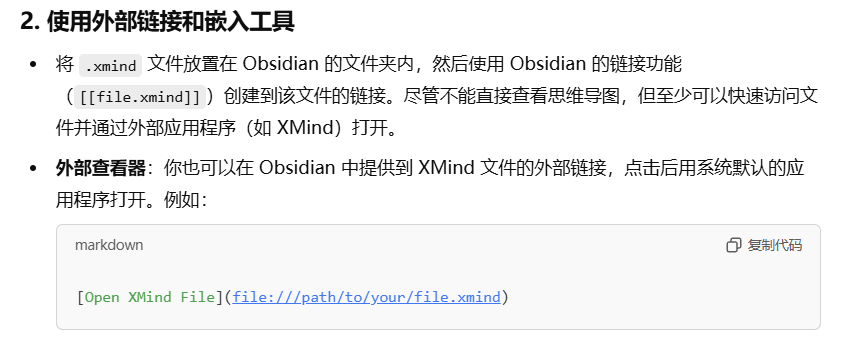 2. 使用外部链接和嵌入工具
将 .xmind 文件放置在 Obsidian 的文件夹内，然后使用 Obsidian 的链接功能
（[[file.xmind]]）创建到该文件的链接。尽管不能直接查看思维导图，但至少可以快速访问文
件并通过外部应用程序（如 XMind）打开。
外部查看器：你也可以在 Obsidian 中提供到 XMind 文件的外部链接，点击后用系统默认的应
用程序打开。例如：
markdown 复制代码
[Open XMind File](file:///path/to/your/file.xmind)